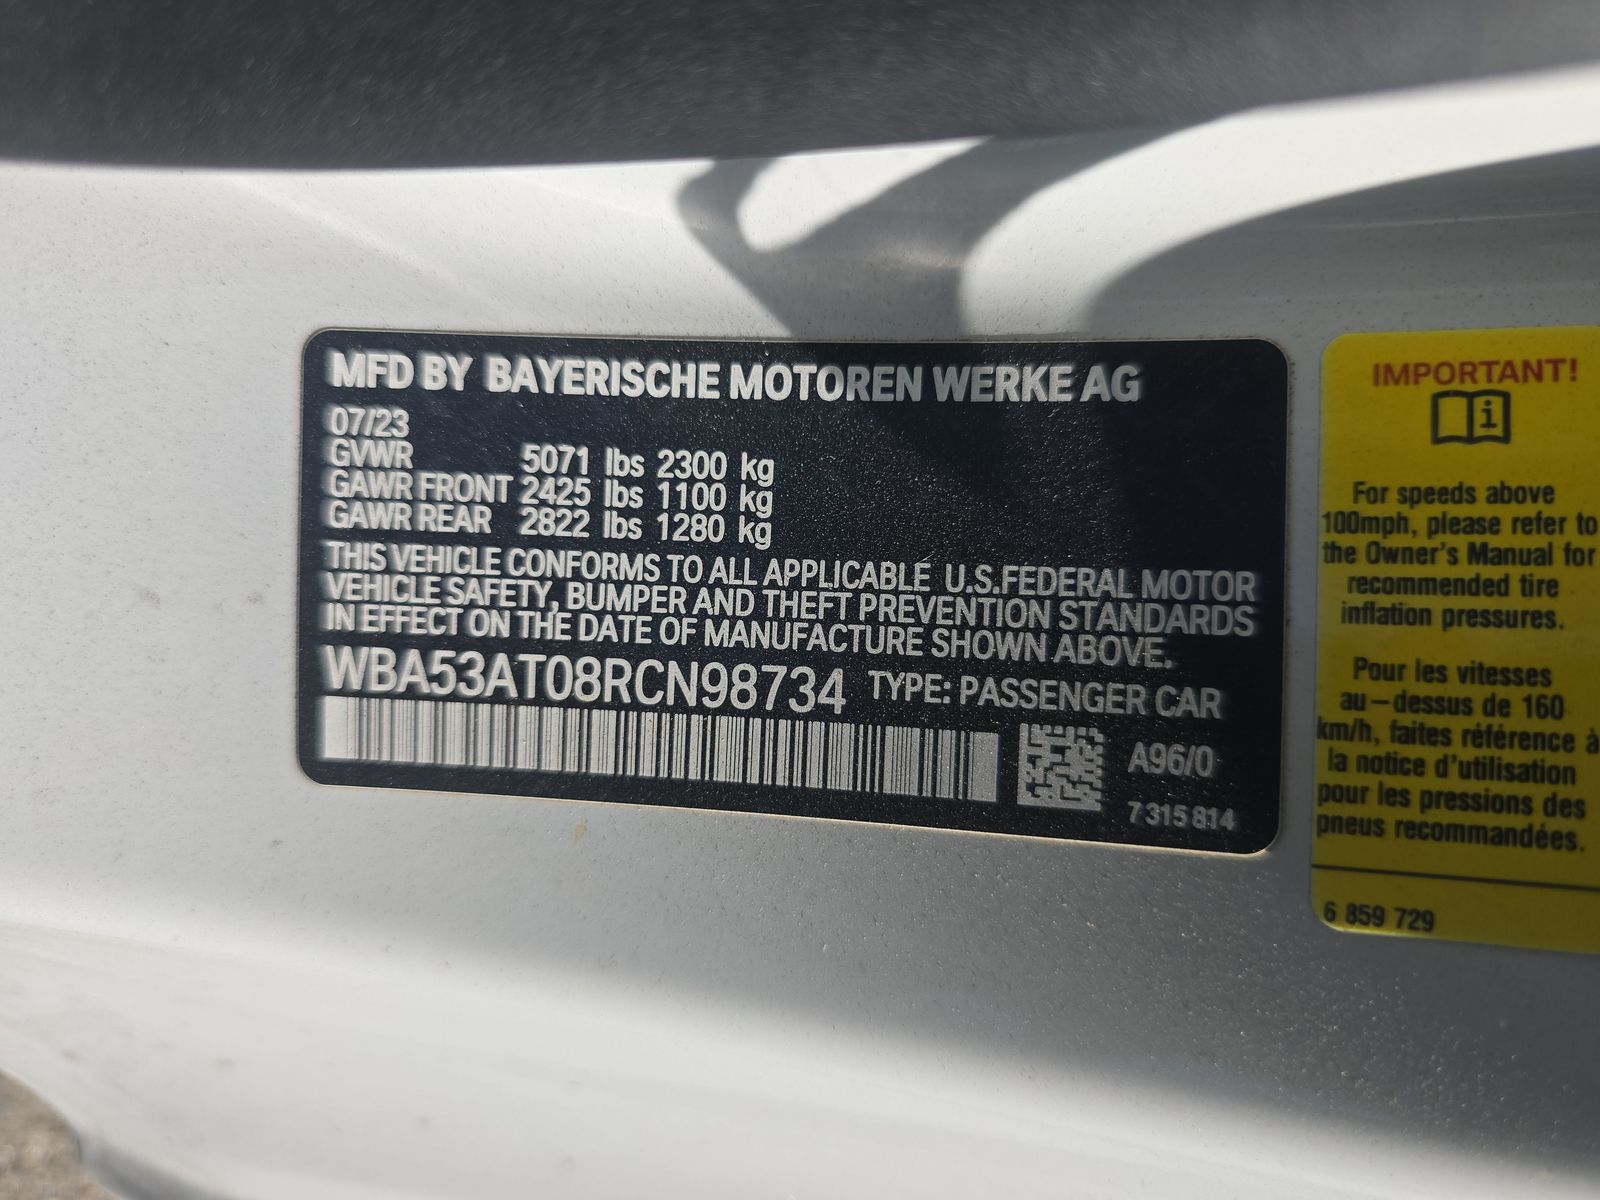 MFD BY BAYERISCHE MOTOREN WERKE AG
07/23
GVWR 5071 lbs 2300 kg
GAWR FRONT 2425 lbs 1100 kg
GAWR REAR 2822 lbs 1280 kg
THIS VEHICLE CONFORMS TO ALL APPLICABLE U.S.FEDERAL MOTOR
VEHICLE SAFETY, BUMPER AND THEFT PREVENTION STANDARDS
IN EFFECT ON THE DATE OF MANUFACTURE SHOWN ABOVE.
WBA53AT08RCN98734 TYPE: PASSENGER CAR
A96/0
7 315 814
IMPORTANT!
i
For speeds above
100mph, please refer to
the Owner's Manual for
recommended tire
inflation pressures.
Pour les vitesses
au-dessus de 160
km/h, faites référence à
la notice d'utilisation
pour les pressions des
pneus recommandées.
6 859 729